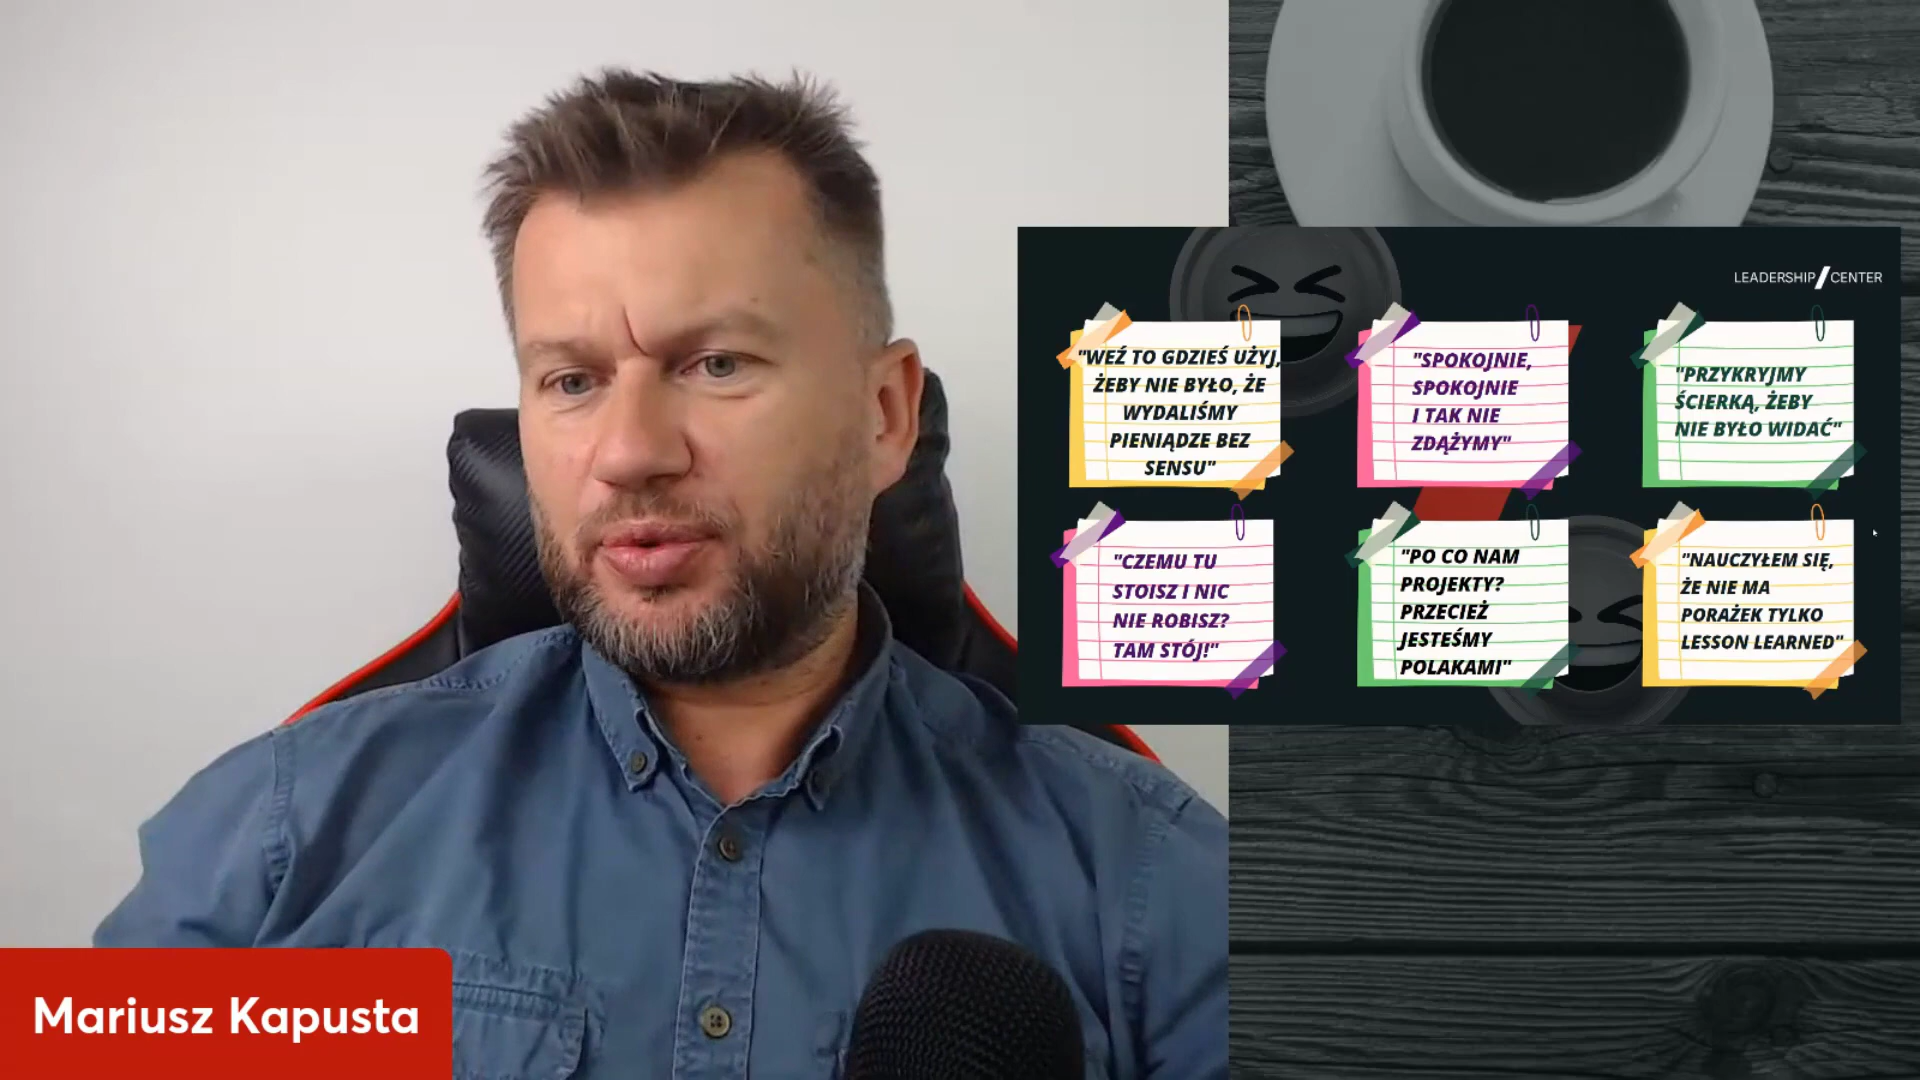 LEADERSHIP/CENTER
"WEŹ TO GDZIEŚ UŻYJ,
ŻEBY NIE BYŁO, ŻE
WYDALIŚMY
PIENIĄDZE BEZ
SENSU"
"SPOKOJNIE,
SPOKOJNIE
I TAK NIE
ZDĄŻYMY"
"PRZYKRYJMY
ŚCIERKĄ, ŻEBY
NIE BYŁO WIDAĆ"
"CZEMU TU
STOISZ I NIC
NIE ROBISZ?
TAM STÓJ!"
"PO CO NAM
PROJEKTY?
PRZECIEŻ
JESTEŚMY
POLAKAMI"
"NAUCZYŁEM SIĘ,
ŻE NIE MA
PORAŻEK TYLKO
LESSON LEARNED"
Mariusz Kapusta